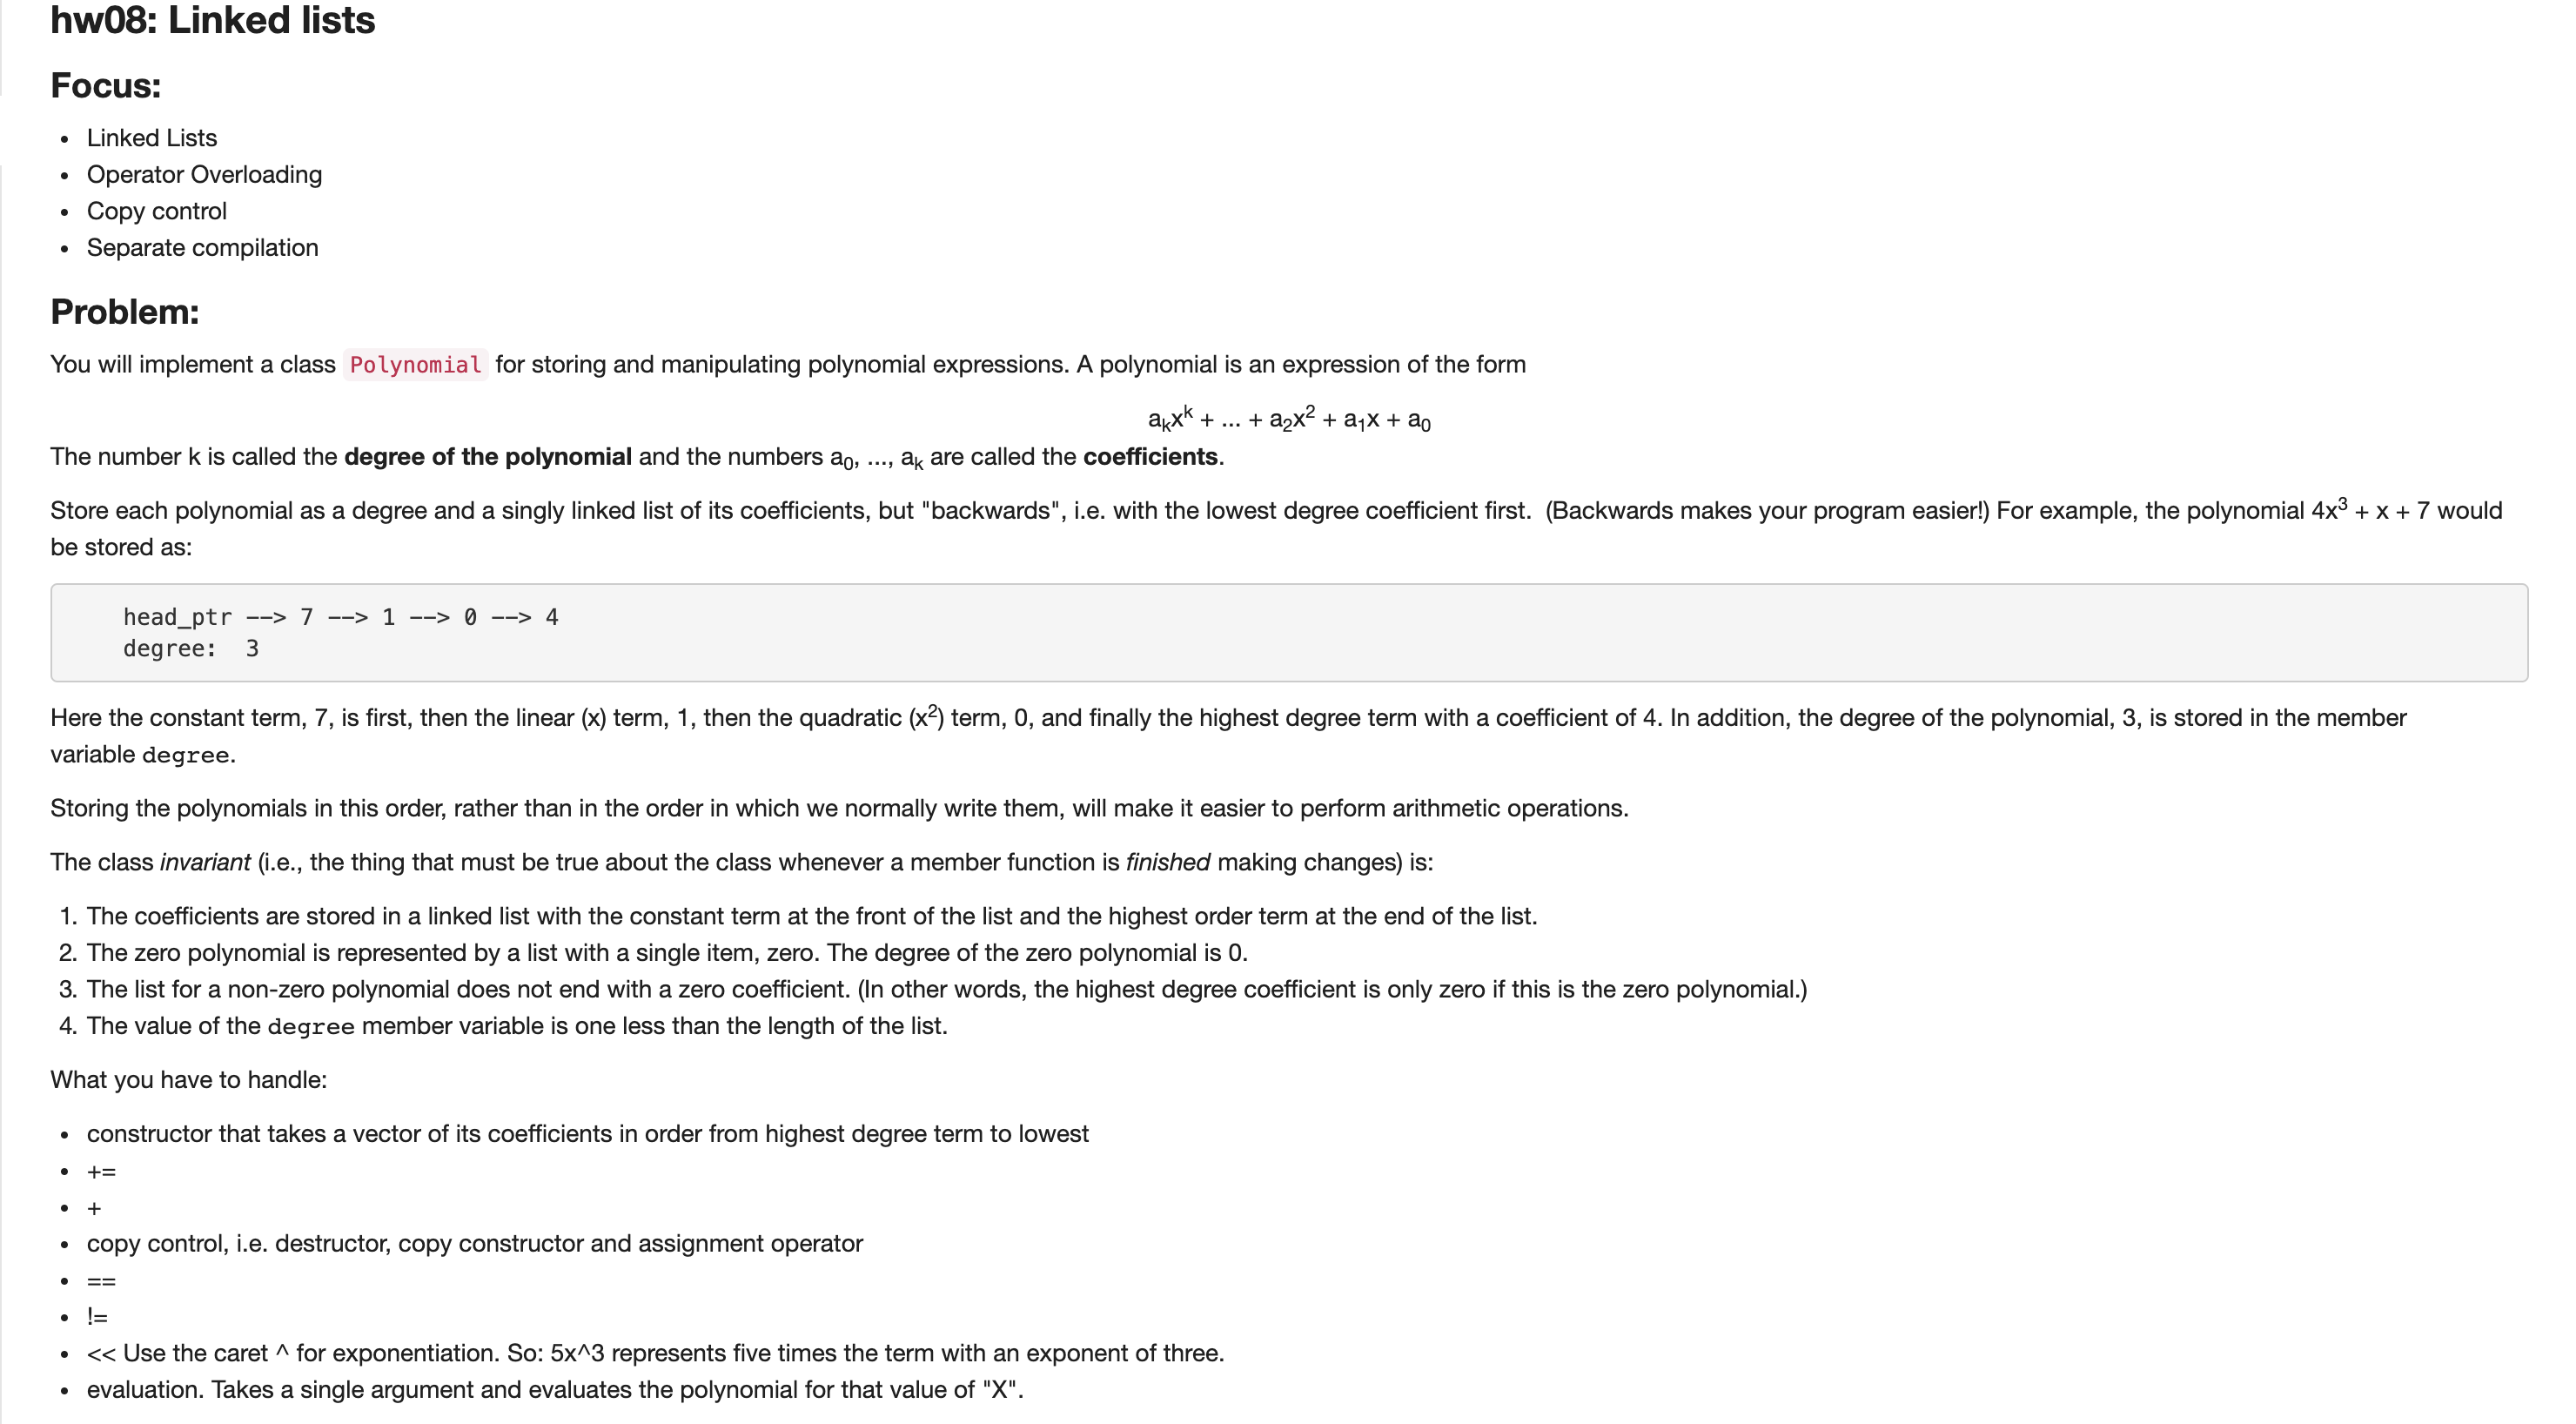 hw08: Linked lists
Focus:
• Linked Lists
• Operator Overloading
• Copy control
• Separate compilation
Problem:
You will implement a class Polynomial for storing and manipulating polynomial expressions. A polynomial is an expression of the form
aₖxᵏ + ... + a₂x² + a₁x + a₀
The number k is called the degree of the polynomial and the numbers a₀, ..., aₖ are called the coefficients.
Store each polynomial as a degree and a singly linked list of its coefficients, but "backwards", i.e. with the lowest degree coefficient first.  (Backwards makes your program easier!) For example, the polynomial 4x³ + x + 7 would
be stored as:
head_ptr --> 7 --> 1 --> 0 --> 4
degree:  3
Here the constant term, 7, is first, then the linear (x) term, 1, then the quadratic (x²) term, 0, and finally the highest degree term with a coefficient of 4. In addition, the degree of the polynomial, 3, is stored in the member
variable degree.
Storing the polynomials in this order, rather than in the order in which we normally write them, will make it easier to perform arithmetic operations.
The class invariant (i.e., the thing that must be true about the class whenever a member function is finished making changes) is:
1. The coefficients are stored in a linked list with the constant term at the front of the list and the highest order term at the end of the list.
2. The zero polynomial is represented by a list with a single item, zero. The degree of the zero polynomial is 0.
3. The list for a non-zero polynomial does not end with a zero coefficient. (In other words, the highest degree coefficient is only zero if this is the zero polynomial.)
4. The value of the degree member variable is one less than the length of the list.
What you have to handle:
• constructor that takes a vector of its coefficients in order from highest degree term to lowest
• +=
• +
• copy control, i.e. destructor, copy constructor and assignment operator
• ==
• !=
• << Use the caret ^ for exponentiation. So: 5x^3 represents five times the term with an exponent of three.
• evaluation. Takes a single argument and evaluates the polynomial for that value of "X".